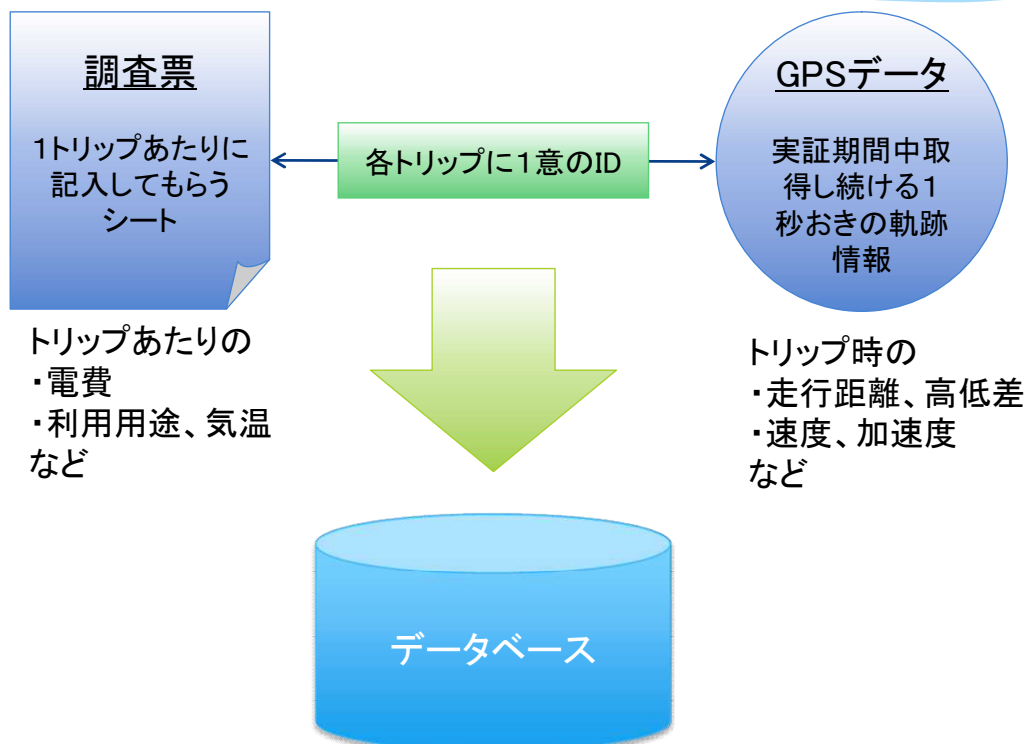 調査票
1トリップあたりに
記入してもらう
シート
各トリップに1意のID
GPSデータ
実証期間中取
得し続ける1
秒おきの軌跡
情報
トリップあたりの
・電費
・利用用途、気温
など
トリップ時の
・走行距離、高低差
・速度、加速度
など
データベース